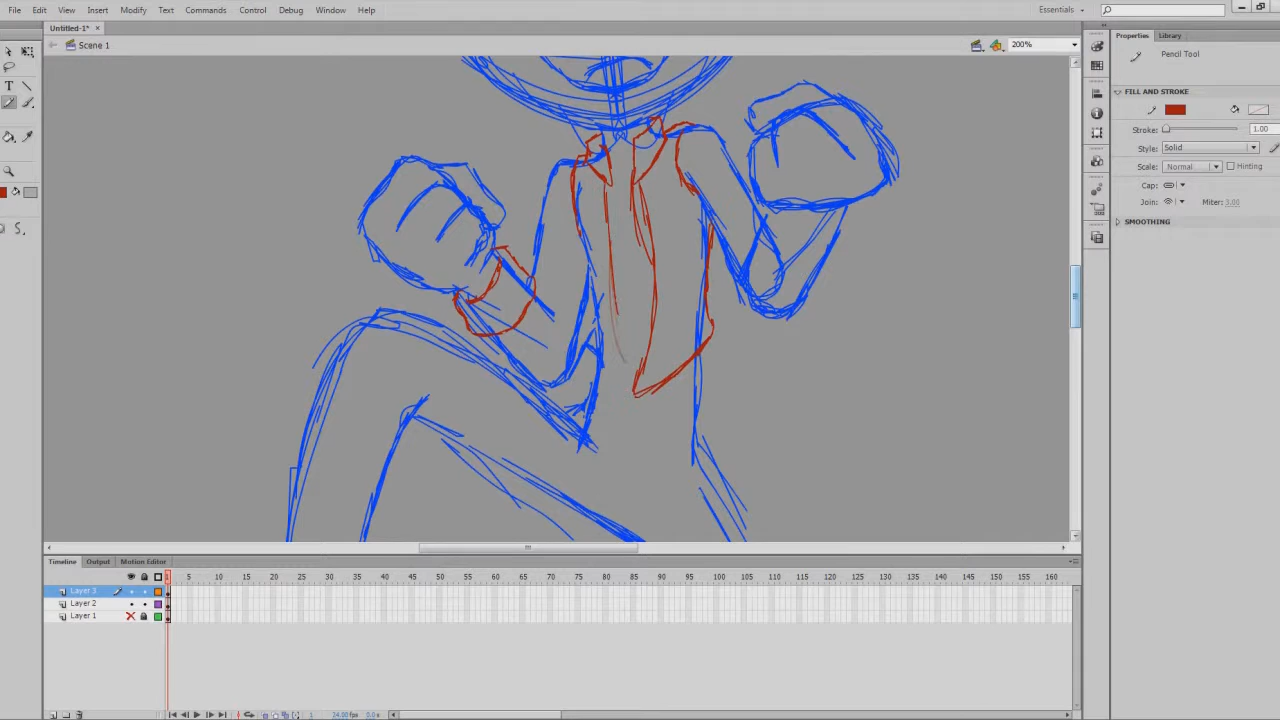 File Edit View Insert Modify Text Commands Control Debug Window Help
Essentials
Untitled-1* ×
Scene 1
200%
Properties Library
Pencil Tool
FILL AND STROKE
Stroke: 1.00
Style: Solid
Scale: Normal Hinting
Cap:
Join: Miter: 3.00
SMOOTHING
Timeline Output Motion Editor
1 5 10 15 20 25 30 35 40 45 50 55 60 65 70 75 80 85 90 95 100 105 110 115 120 125 130 135 140 145 150 155 160
Layer 3
Layer 2
Layer 1
1 24.00 fps 0.0 s
T